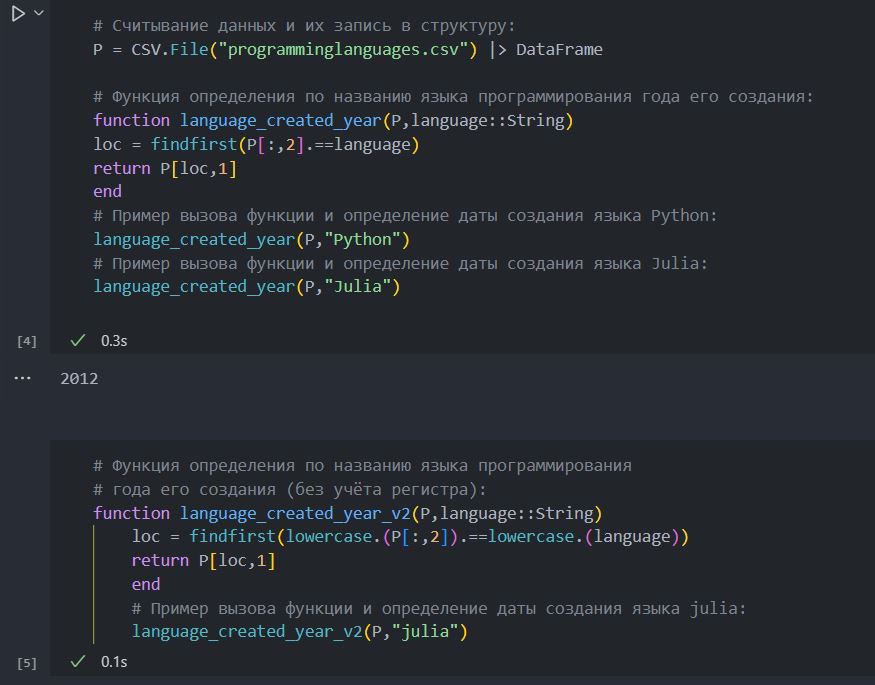 # Считывание данных и их запись в структуру:
P = CSV.File("programminglanguages.csv") |> DataFrame
# Функция определения по названию языка программирования года его создания:
function language_created_year(P,language::String)
loc = findfirst(P[:,2].==language)
return P[loc,1]
end
# Пример вызова функции и определение даты создания языка Python:
language_created_year(P,"Python")
# Пример вызова функции и определение даты создания языка Julia:
language_created_year(P,"Julia")
[4] ✓ 0.3s
... 2012
# Функция определения по названию языка программирования
# года его создания (без учёта регистра):
function language_created_year_v2(P,language::String)
loc = findfirst(lowercase.(P[:,2]).==lowercase.(language))
return P[loc,1]
end
# Пример вызова функции и определение даты создания языка julia:
language_created_year_v2(P,"julia")
[5] ✓ 0.1s